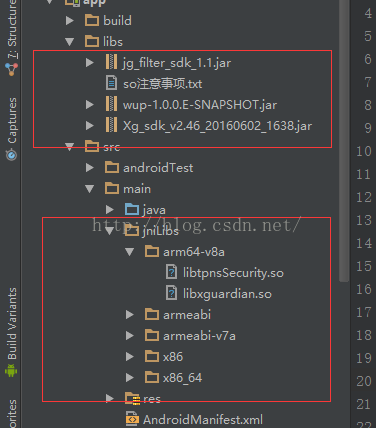 app
build
libs
jg_filter_sdk_1.1.jar
so注意事项.txt
wup-1.0.0.E-SNAPSHOT.jar
Xg_sdk_v2.46_20160602_1638.jar
src
androidTest
main
java
http://blog.csdn.net/
jniLibs
arm64-v8a
libtpnsSecurity.so
libxguardian.so
armeabi
armeabi-v7a
x86
x86_64
res
AndroidManifest.xml
7: Structure
Captures
Build Variants
orites
4
5
6
7
8
9
10
11
12
13
14
15
16
17
18
19
20
21
22